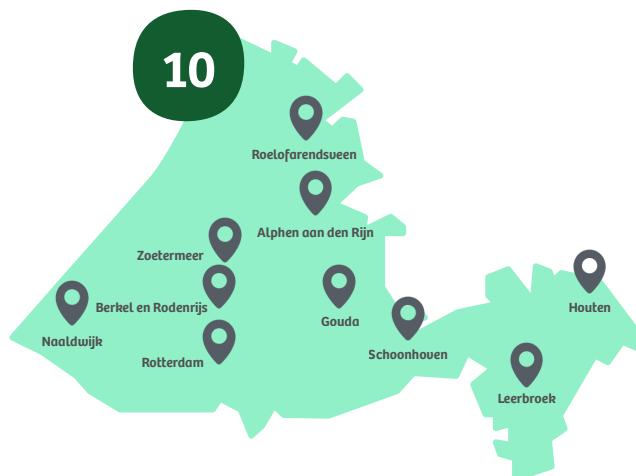 10
Roelofarendsveen
Alphen aan den Rijn
Zoetermeer
Berkel en Rodenrijs
Gouda
Houten
Naaldwijk
Rotterdam
Schoonhoven
Leerbroek